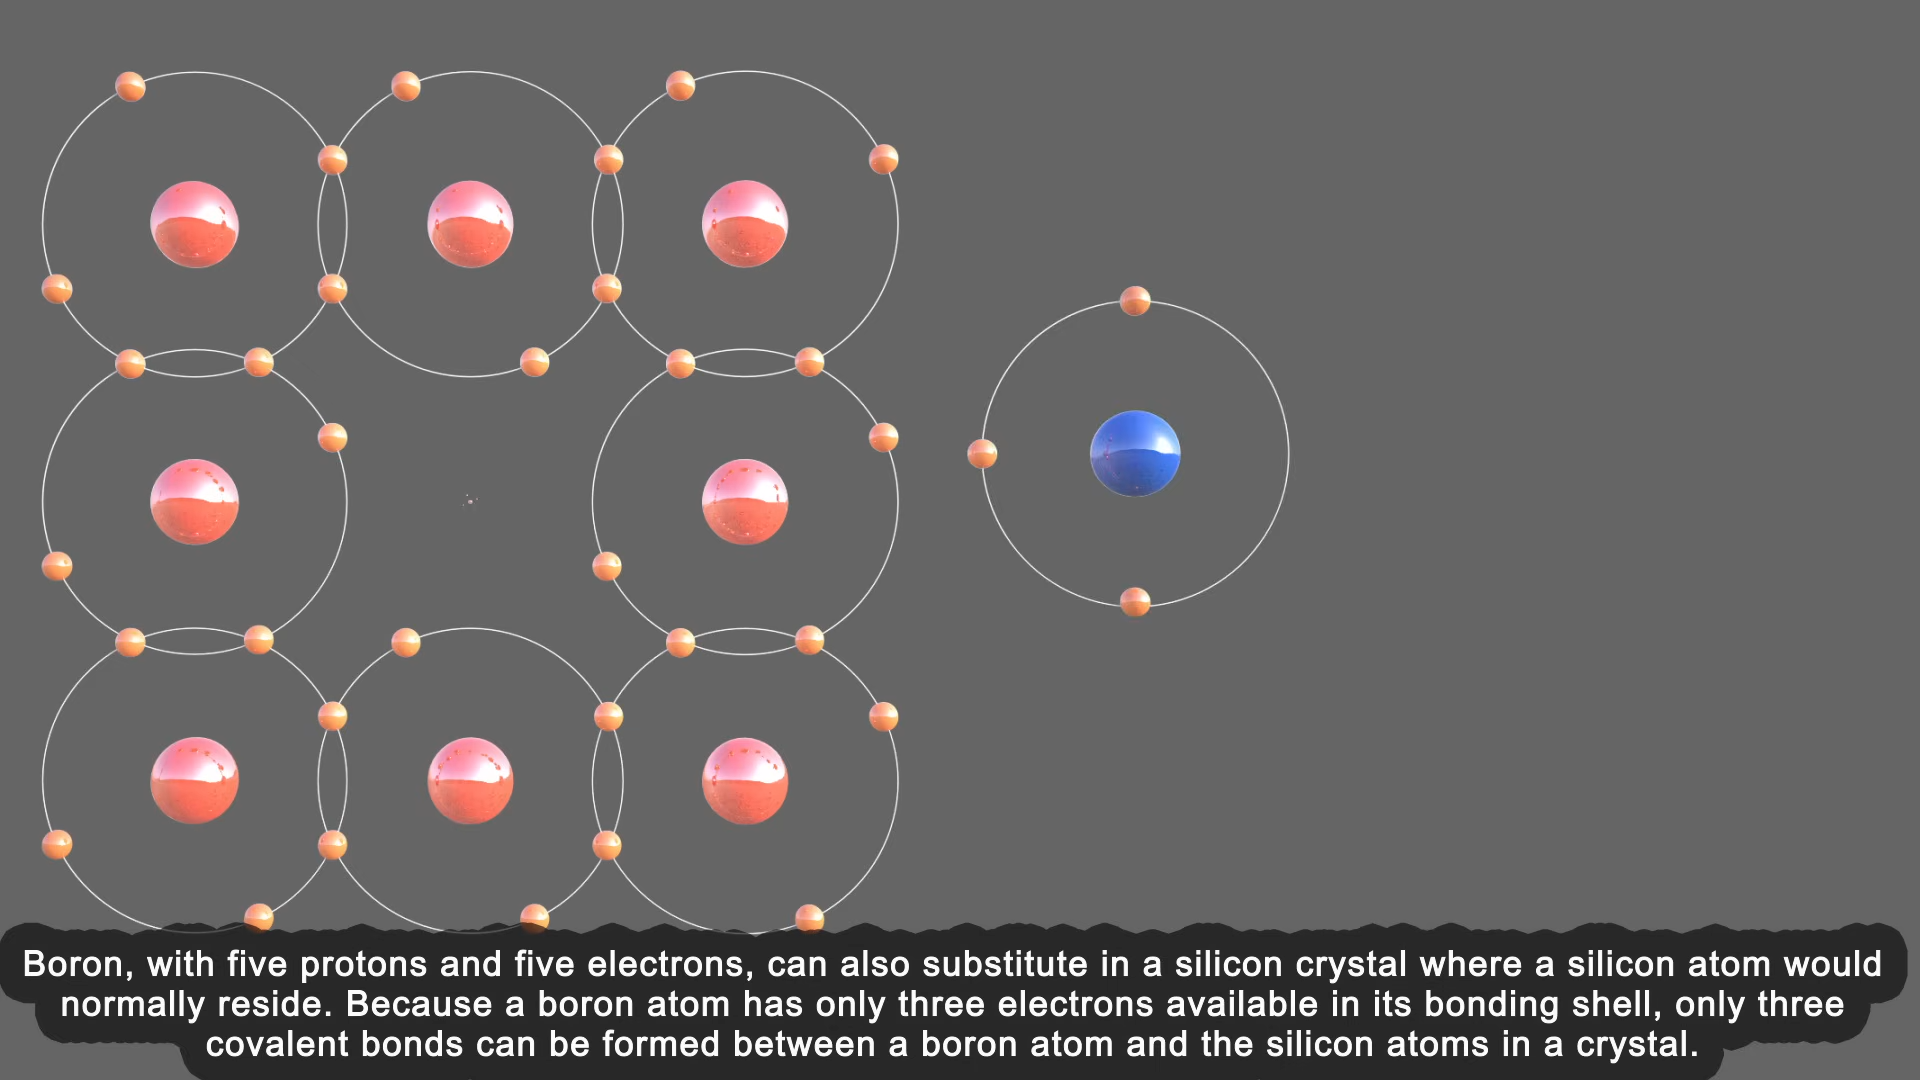 Boron, with five protons and five electrons, can also substitute in a silicon crystal where a silicon atom would
normally reside. Because a boron atom has only three electrons available in its bonding shell, only three
covalent bonds can be formed between a boron atom and the silicon atoms in a crystal.